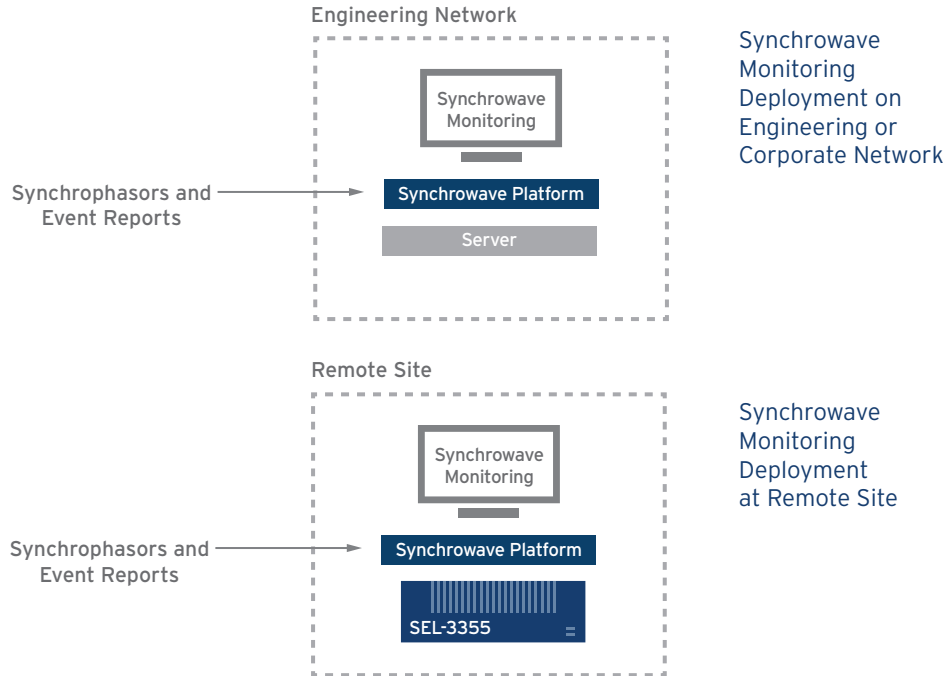 Engineering Network
Synchrowave
Monitoring
Synchrophasors and
Event Reports
Synchrowave Platform
Server
Synchrowave
Monitoring
Deployment on
Engineering or
Corporate Network
Remote Site
Synchrowave
Monitoring
Synchrophasors and
Event Reports
Synchrowave Platform
SEL-3355
Synchrowave
Monitoring
Deployment
at Remote Site